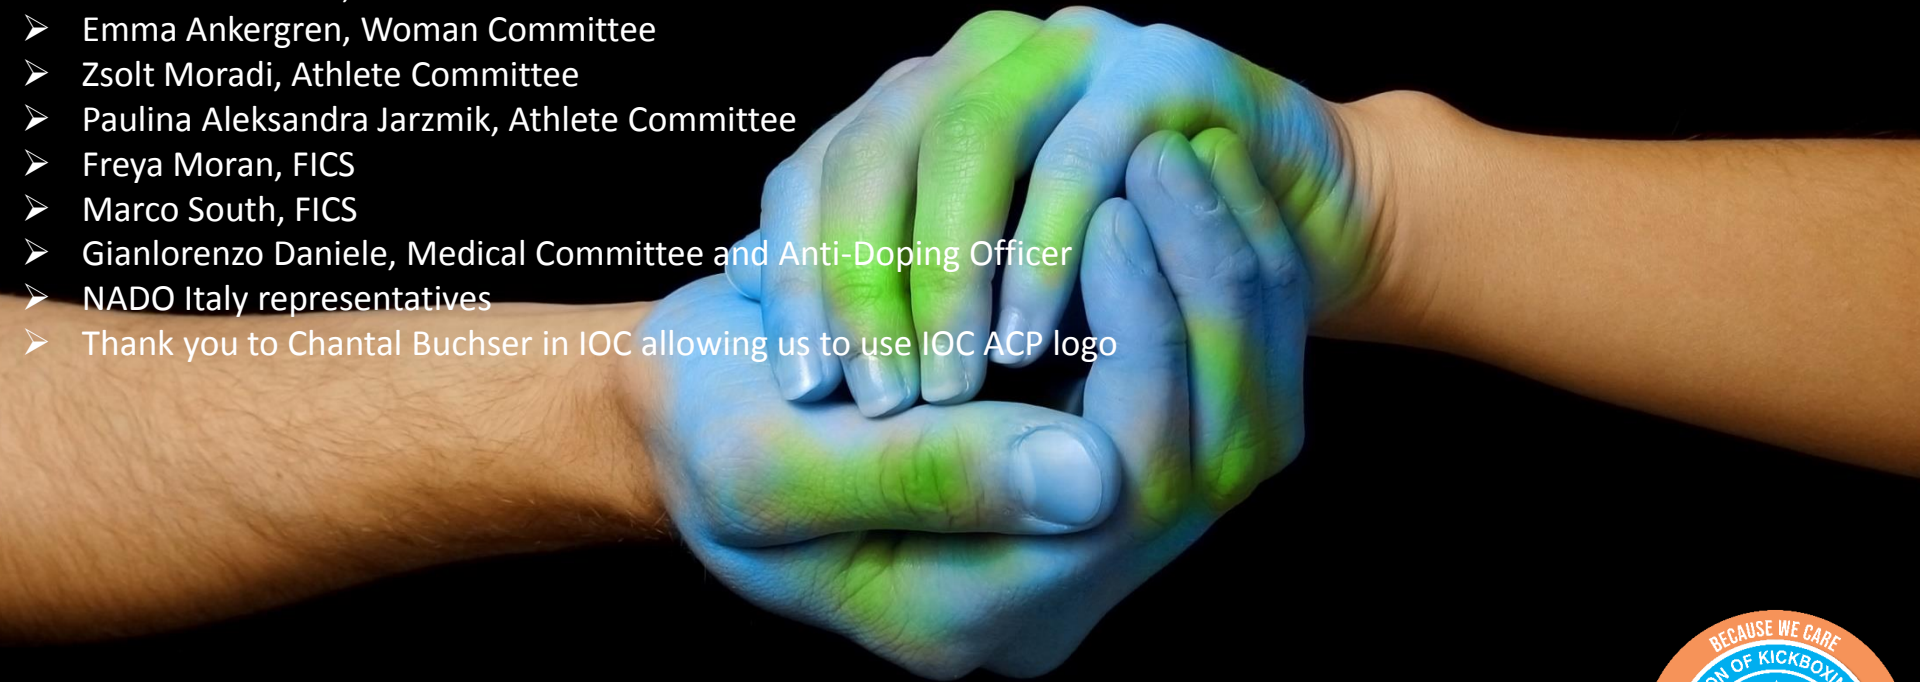 ➢ Emma Ankergren, Woman Committee
➢ Zsolt Moradi, Athlete Committee
➢ Paulina Aleksandra Jarzmik, Athlete Committee
➢ Freya Moran, FICS
➢ Marco South, FICS
➢ Gianlorenzo Daniele, Medical Committee and Anti-Doping Officer
➢ NADO Italy representatives
➢ Thank you to Chantal Buchser in IOC allowing us to use IOC ACP logo
BECAUSE WE CARE
OF